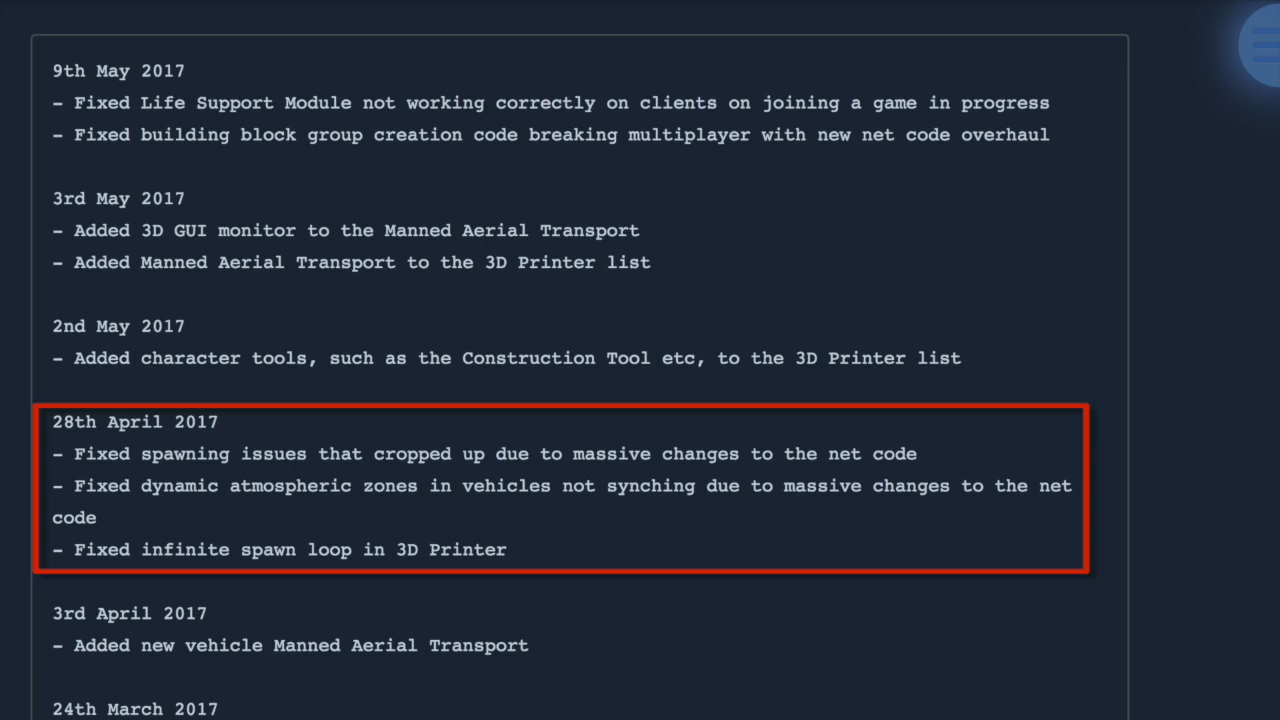 9th May 2017
- Fixed Life Support Module not working correctly on clients on joining a game in progress
- Fixed building block group creation code breaking multiplayer with new net code overhaul
3rd May 2017
- Added 3D GUI monitor to the Manned Aerial Transport
- Added Manned Aerial Transport to the 3D Printer list
2nd May 2017
- Added character tools, such as the Construction Tool etc, to the 3D Printer list
28th April 2017
- Fixed spawning issues that cropped up due to massive changes to the net code
- Fixed dynamic atmospheric zones in vehicles not synching due to massive changes to the net
code
- Fixed infinite spawn loop in 3D Printer
3rd April 2017
- Added new vehicle Manned Aerial Transport
24th March 2017